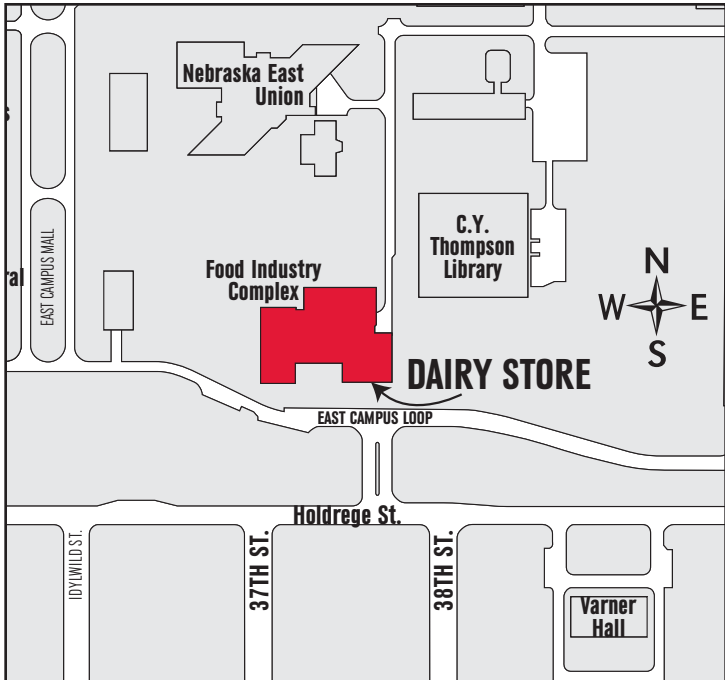 Nebraska East
Union
C.Y.
Thompson
Library
EAST CAMPUS MALL
Food Industry
Complex
N
W
E
S
DAIRY STORE
EAST CAMPUS LOOP
Holdrege St.
IDYLWILD ST.
37TH ST.
38TH ST.
Varner
Hall